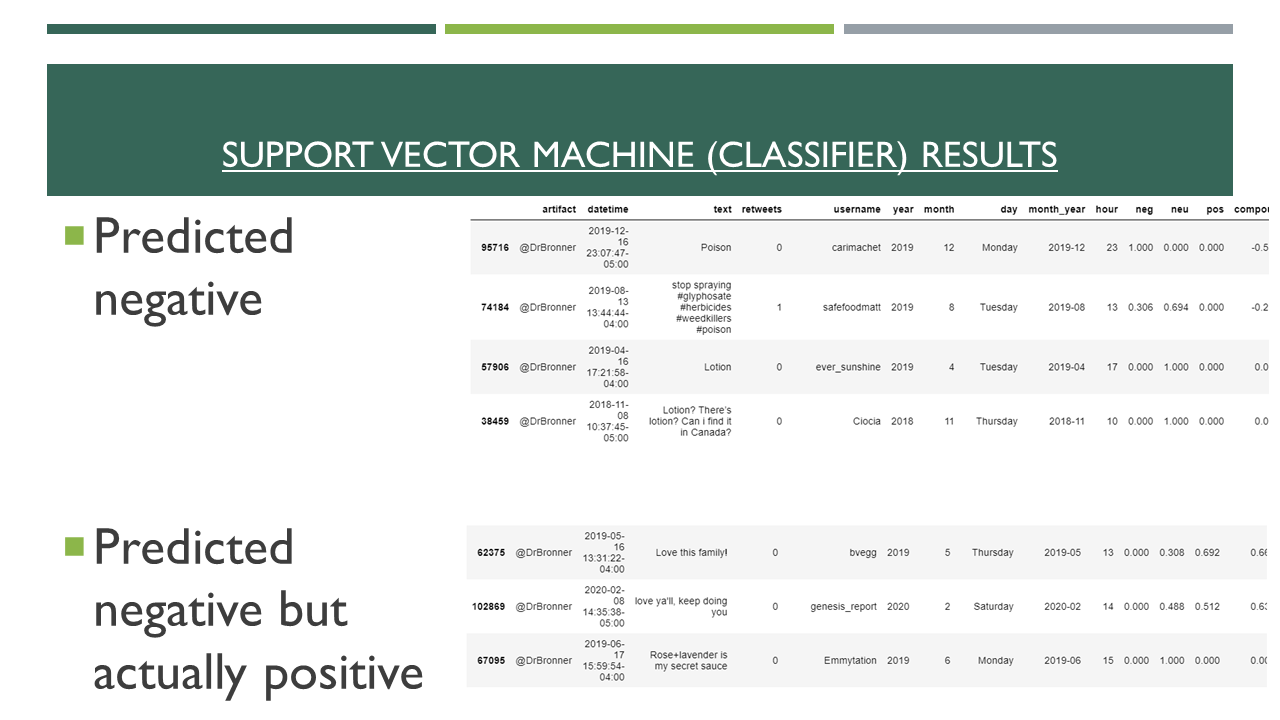 SUPPORT VECTOR MACHINE (CLASSIFIER) RESULTS
Predicted
negative
artifact datetime text retweets username year month day month_year hour neg neu pos compou
95716 @DrBronner 2019-12-
16
23:07:47-
05:00 Poison 0 carimachet 2019 12 Monday 2019-12 23 1.000 0.000 0.000 -0.5
74184 @DrBronner 2019-08-
13
13:44:44-
04:00 stop spraying
#glyphosate
#herbicides
#weedkillers
#poison 1 safefoodmatt 2019 8 Tuesday 2019-08 13 0.306 0.694 0.000 -0.2
57906 @DrBronner 2019-04-
16
17:21:58-
04:00 Lotion 0 ever_sunshine 2019 4 Tuesday 2019-04 17 0.000 1.000 0.000 0.0
38459 @DrBronner 2018-11-
08
10:37:45-
05:00 Lotion? There's
lotion? Can i find it
in Canada? 0 Ciocia 2018 11 Thursday 2018-11 10 0.000 1.000 0.000 0.0
Predicted
negative but
actually positive
62375 @DrBronner 2019-05-
16
13:31:22-
04:00 Love this family! 0 bvegg 2019 5 Thursday 2019-05 13 0.000 0.308 0.692 0.66
102869 @DrBronner 2020-02-
08
14:35:38-
05:00 love ya'll, keep doing
you 0 genesis_report 2020 2 Saturday 2020-02 14 0.000 0.488 0.512 0.63
67095 @DrBronner 2019-06-
17
15:59:54-
04:00 Rose+lavender is
my secret sauce 0 Emmytation 2019 6 Monday 2019-06 15 0.000 1.000 0.000 0.00